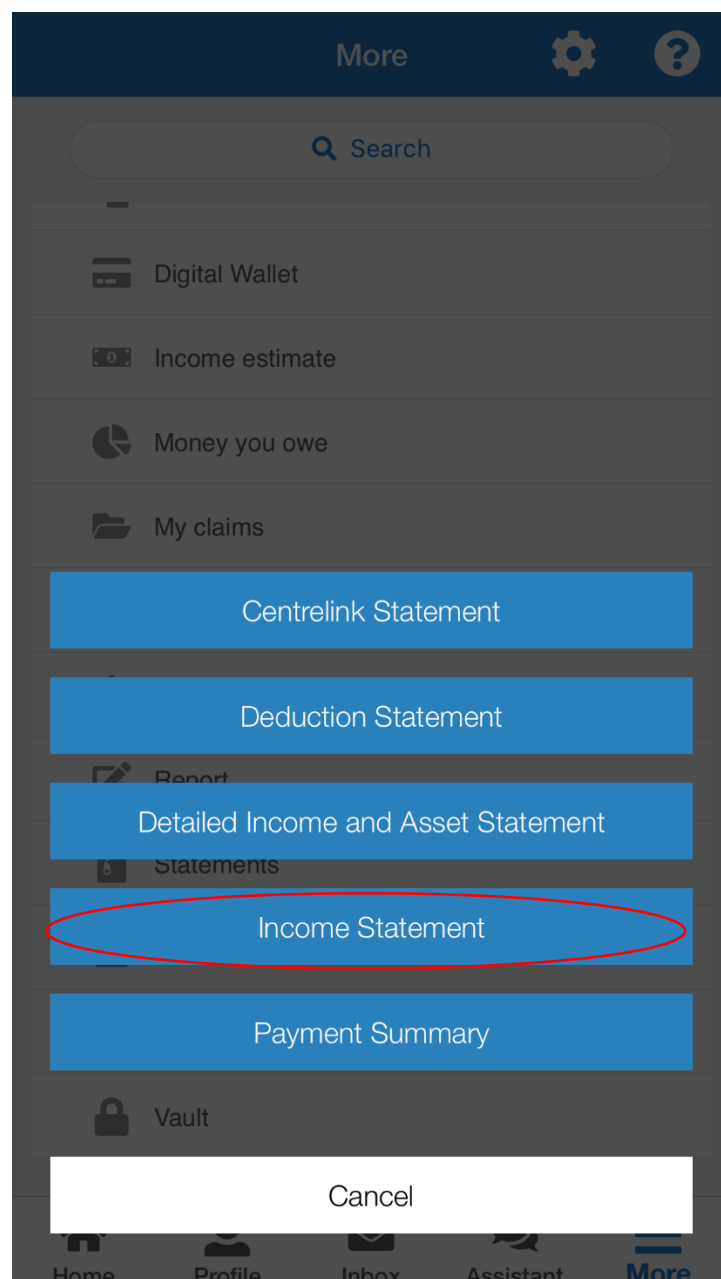 More
Search
Digital Wallet
Income estimate
Money you owe
My claims
Centrelink Statement
Deduction Statement
Report
Detailed Income and Asset Statement
Statements
Income Statement
Payment Summary
Vault
Cancel
Home Profile Inbox Assistant More